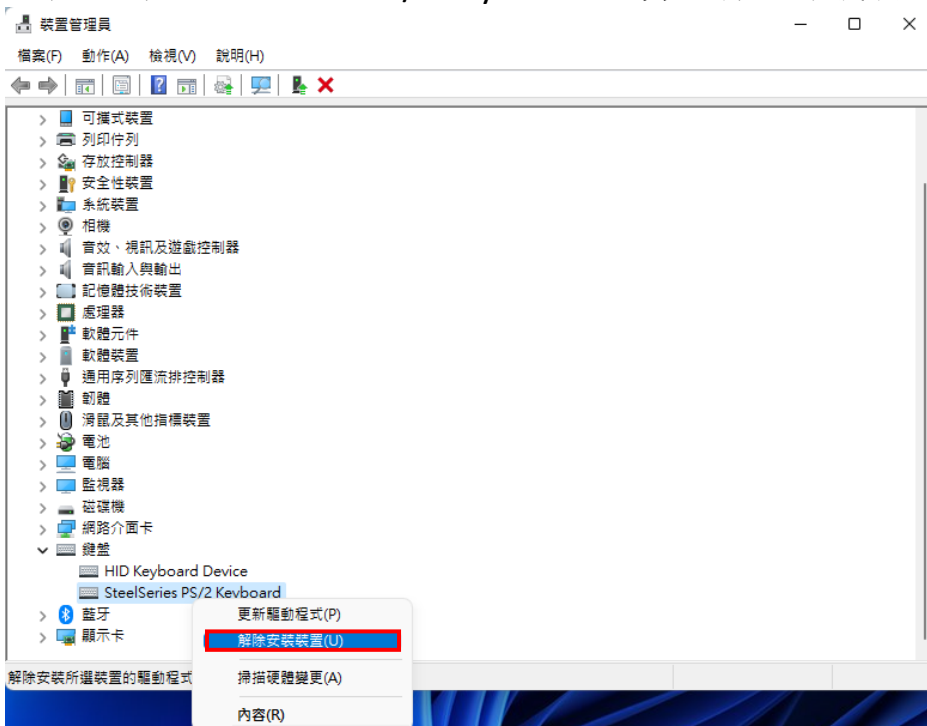 裝置管理員
檔案(F) 動作(A) 檢視(V) 說明(H)
可攜式裝置
列印佇列
存放控制器
安全性裝置
系統裝置
相機
音效、視訊及遊戲控制器
音訊輸入與輸出
記憶體技術裝置
處理器
軟體元件
軟體裝置
通用序列匯流排控制器
韌體
滑鼠及其他指標裝置
電池
電腦
監視器
磁碟機
網路介面卡
鍵盤
HID Keyboard Device
SteelSeries PS/2 Keyboard
藍牙
顯示卡
更新驅動程式(P)
解除安裝裝置(U)
掃描硬體變更(A)
內容(R)
解除安裝所選裝置的驅動程式